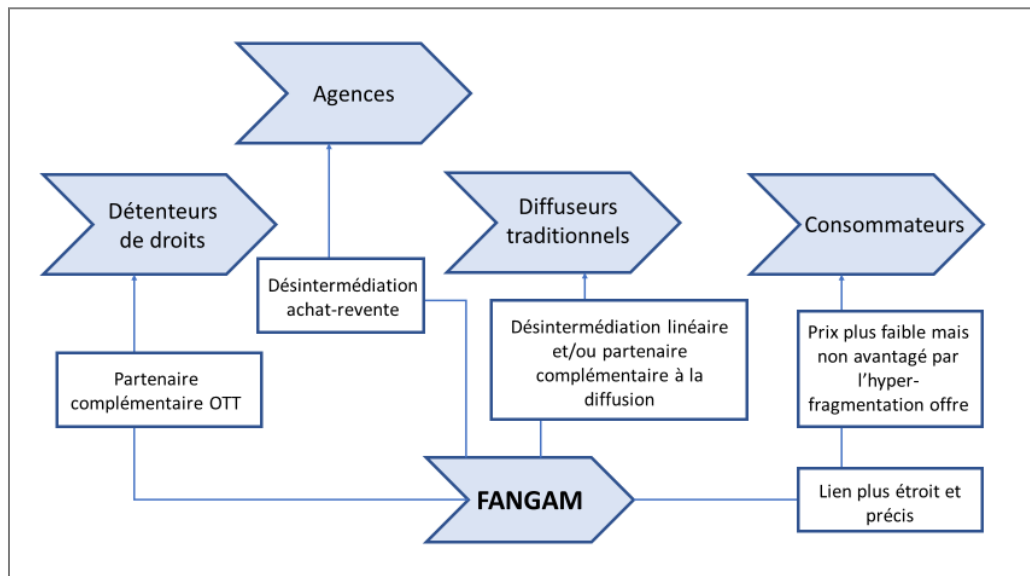 Agences
Détenteurs
de droits
Diffuseurs
traditionnels
Consommateurs
Désintermédiation
achat-revente
Désintermédiation linéaire
et/ou partenaire
complémentaire à la
diffusion
Prix plus faible mais
non avantagé par
l'hyper-
fragmentation offre
Partenaire
complémentaire OTT
FANGAM
Lien plus étroit et
précis